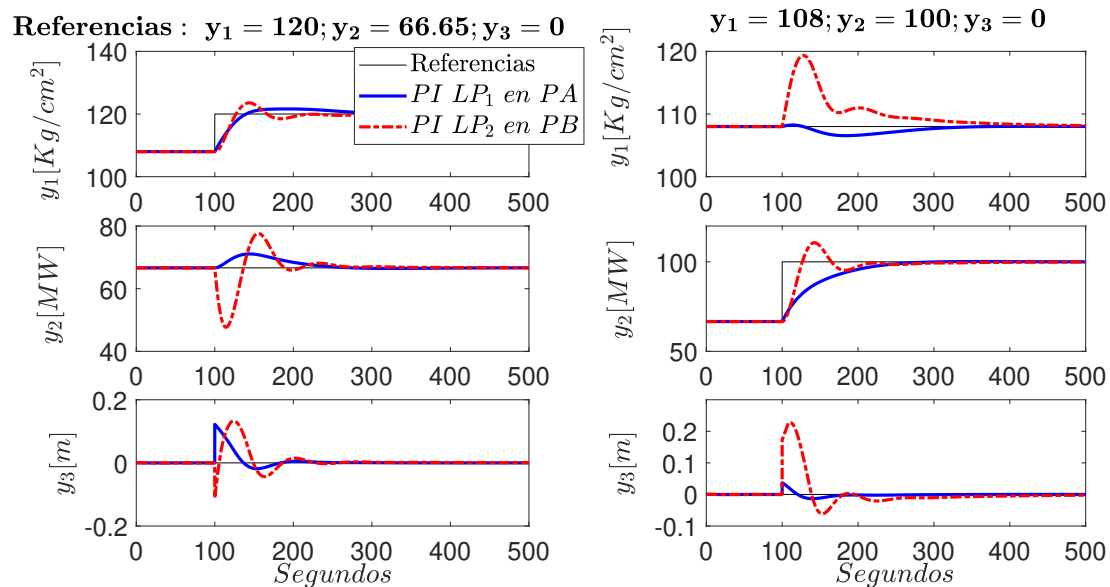 Referencias : y₁ = 120; y₂ = 66.65; y₃ = 0
y₁ = 108; y₂ = 100; y₃ = 0
140
120
100
y₁[Kg/cm²]
Referencias
PI LP₁ en PA
PI LP₂ en PB
0 100 200 300 400 500
120
110
100
y₁[Kg/cm²]
0 100 200 300 400 500
80
60
40
y₂[MW]
0 100 200 300 400 500
100
50
y₂[MW]
0 100 200 300 400 500
0.2
0
-0.2
y₃[m]
0 100 200 300 400 500
Segundos
0.2
0.1
0
-0.1
y₃[m]
0 100 200 300 400 500
Segundos